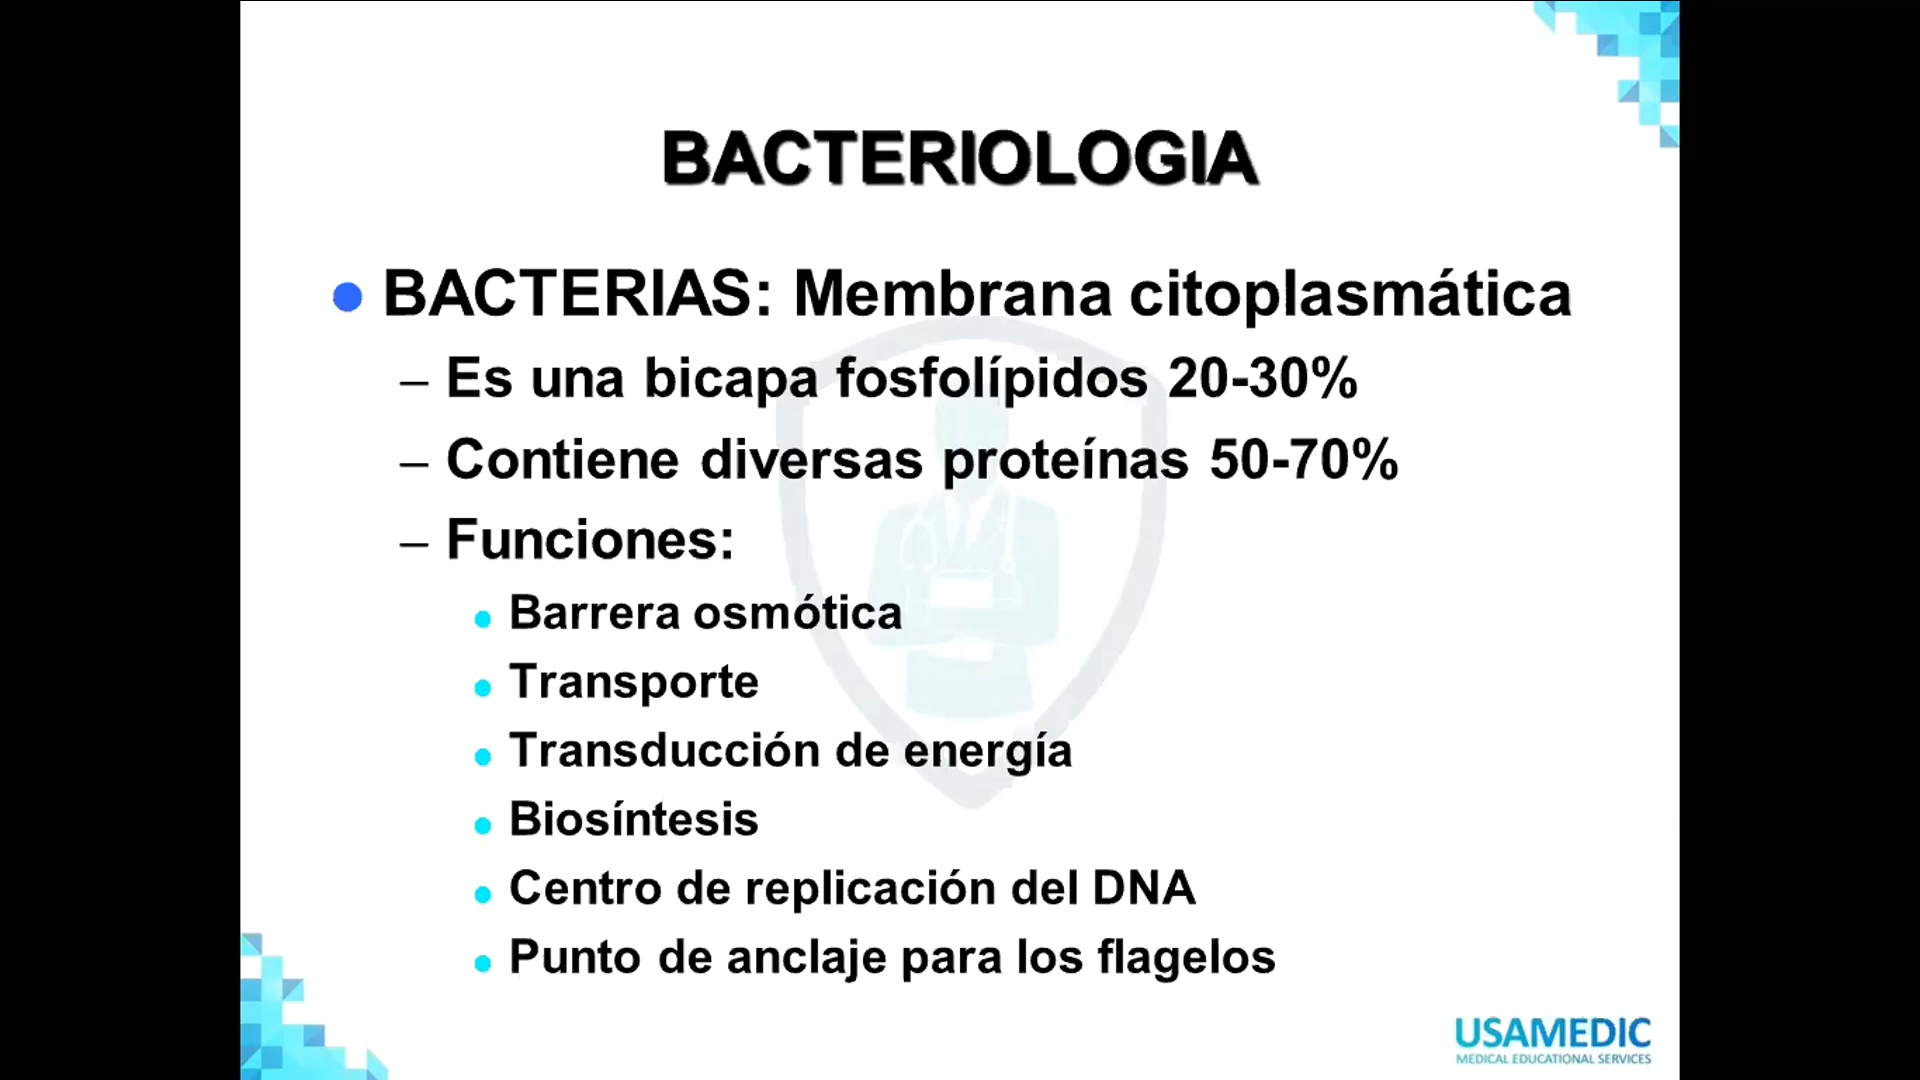 BACTERIOLOGIA
BACTERIAS: Membrana citoplasmática
– Es una bicapa fosfolípidos 20-30%
– Contiene diversas proteínas 50-70%
– Funciones:
Barrera osmótica
Transporte
Transducción de energía
Biosíntesis
Centro de replicación del DNA
Punto de anclaje para los flagelos
USAMEDIC
MEDICAL EDUCATIONAL SERVICES